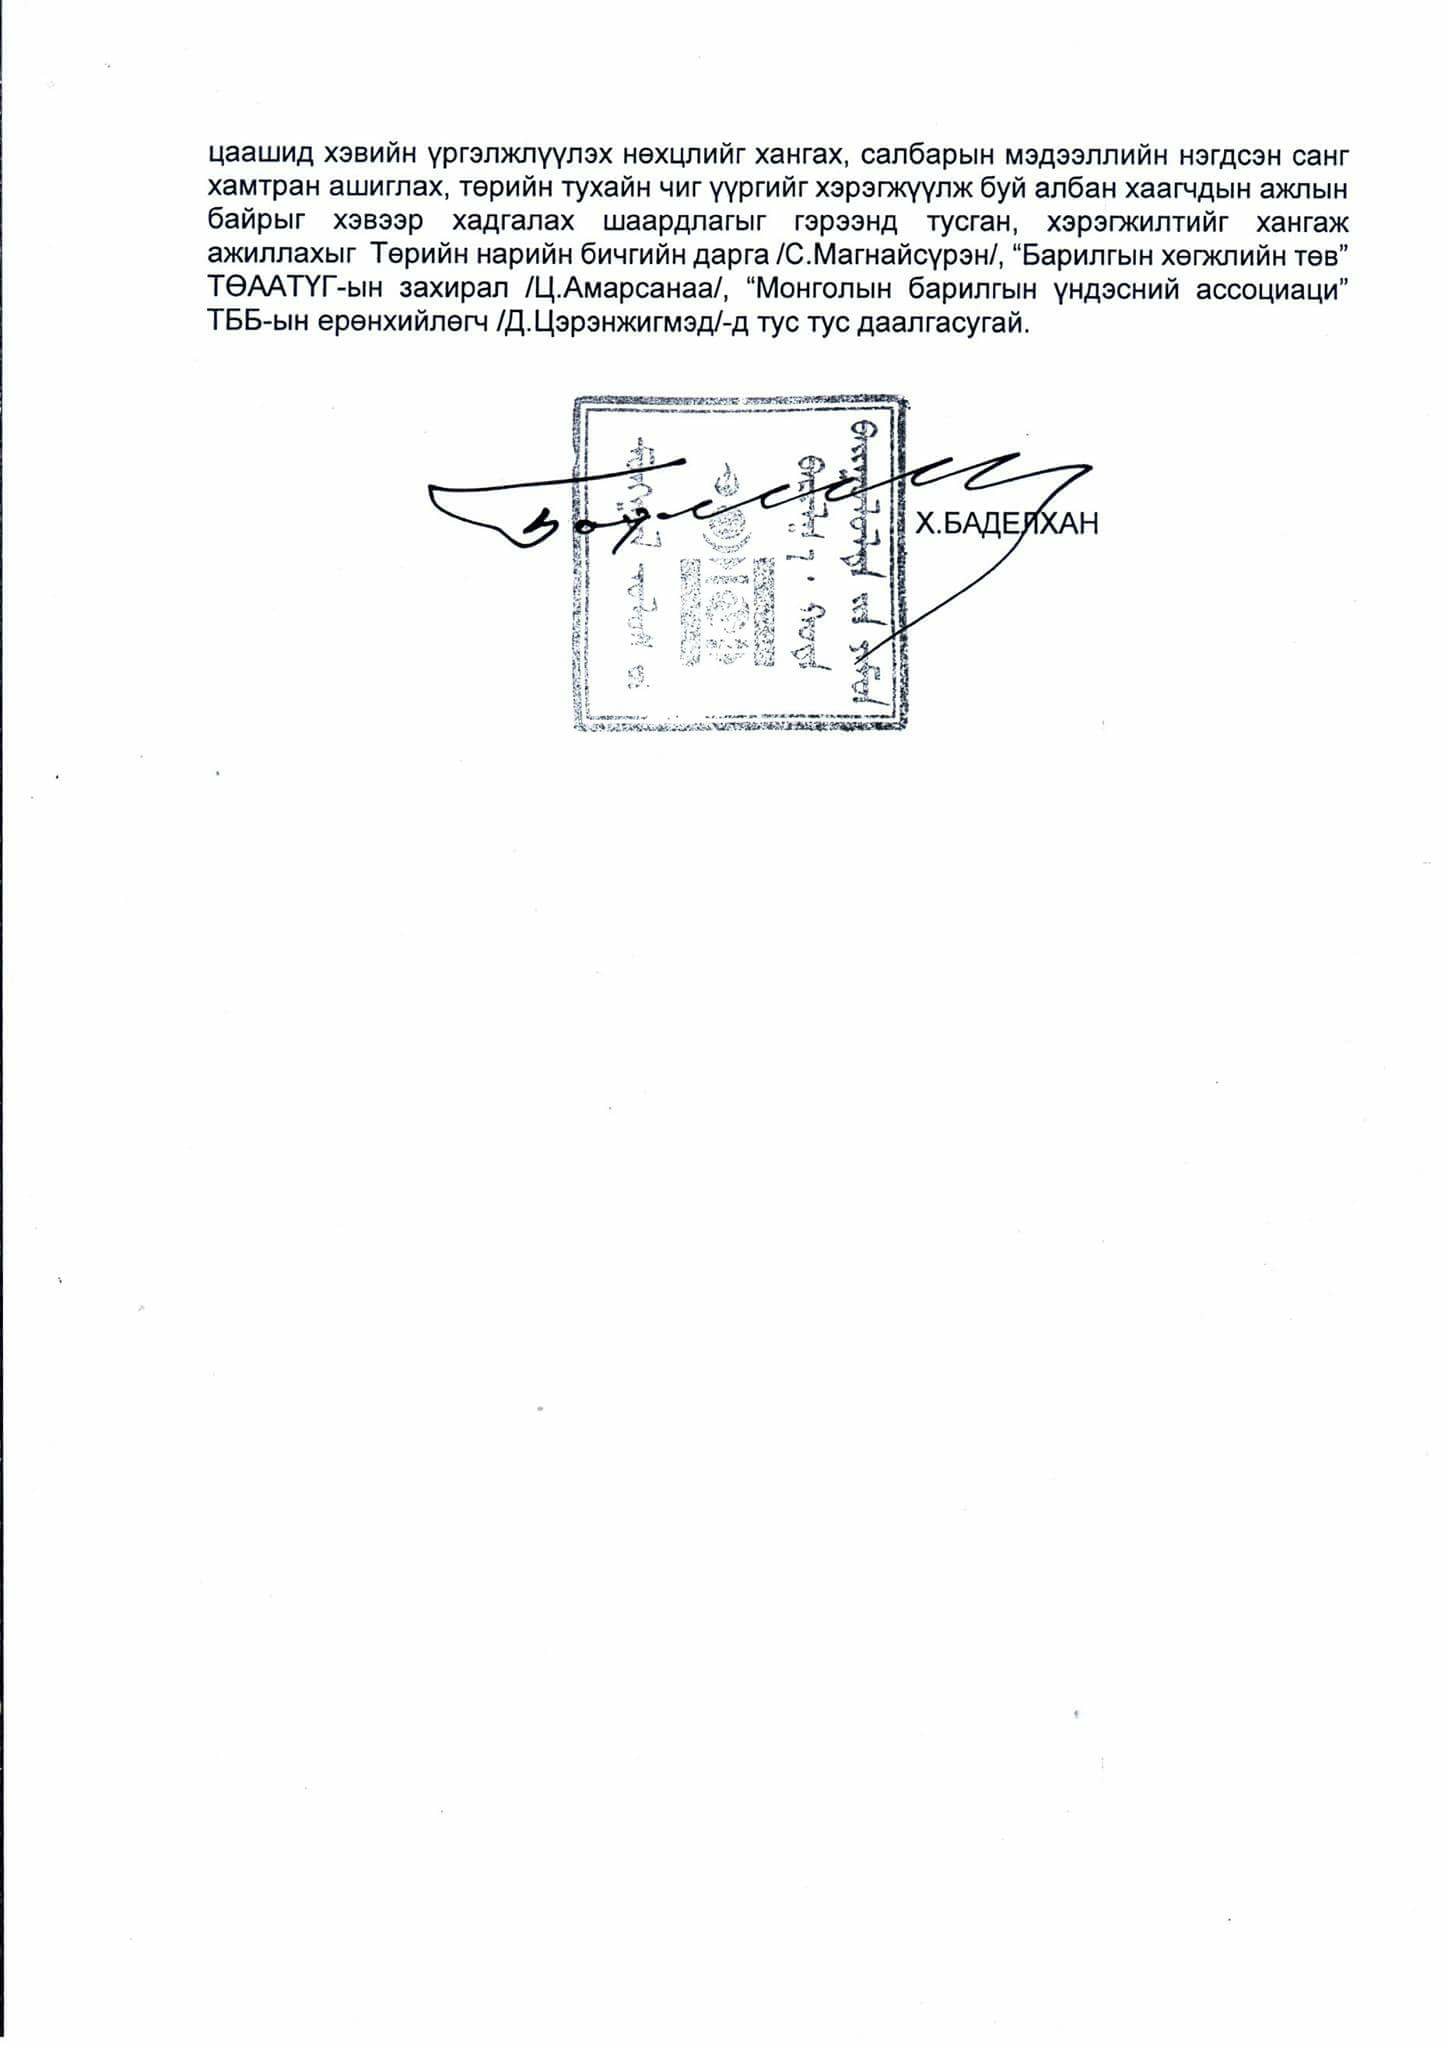 цаашид хэвийн үргэлжлүүлэх нөхцлийг хангах, салбарын мэдээллийн нэгдсэн санг
хамтран ашиглах, төрийн тухайн чиг үүргийг хэрэгжүүлж буй албан хаагчдын ажлын
байрыг хэвээр хадгалах шаардлагыг гэрээнд тусган, хэрэгжилтийг хангаж
ажиллахыг Төрийн нарийн бичгийн дарга /С.Магнайсүрэн/, “Барилгын хөгжлийн төв”
ТӨААТҮГ-ын захирал /Ц.Амарсанаа/, “Монголын барилгын үндэсний ассоциаци”
ТББ-ын ерөнхийлөгч /Д.Цэрэнжигмэд/-д тус тус даалгасугай.
Х.БАДЕЛХАН